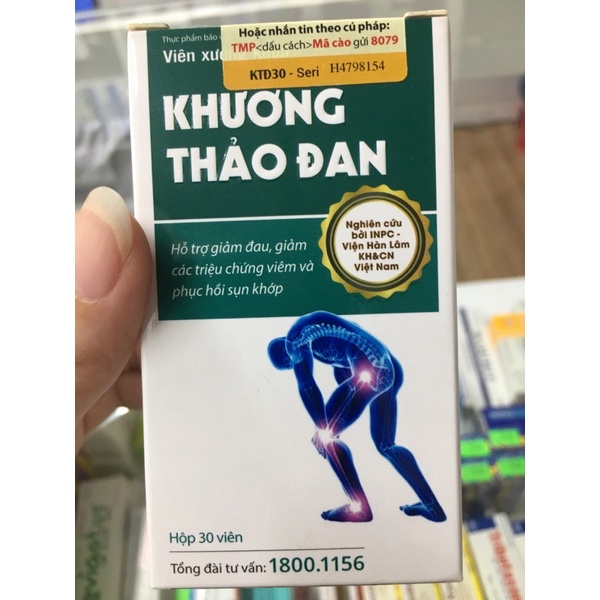 Hoặc nhắn tin theo cú pháp:
TMP<dấu cách>Mã cào gửi 8079
KTĐ30 - Seri H4798154
Thực phẩm bảo
Viên xương
KHƯƠNG
THẢO ĐAN
Hỗ trợ giảm đau, giảm
các triệu chứng viêm và
phục hồi sụn khớp
Nghiên cứu
bởi INPC -
Viện Hàn Lâm
KH&CN
Việt Nam
Hộp 30 viên
Tổng đài tư vấn: 1800.1156